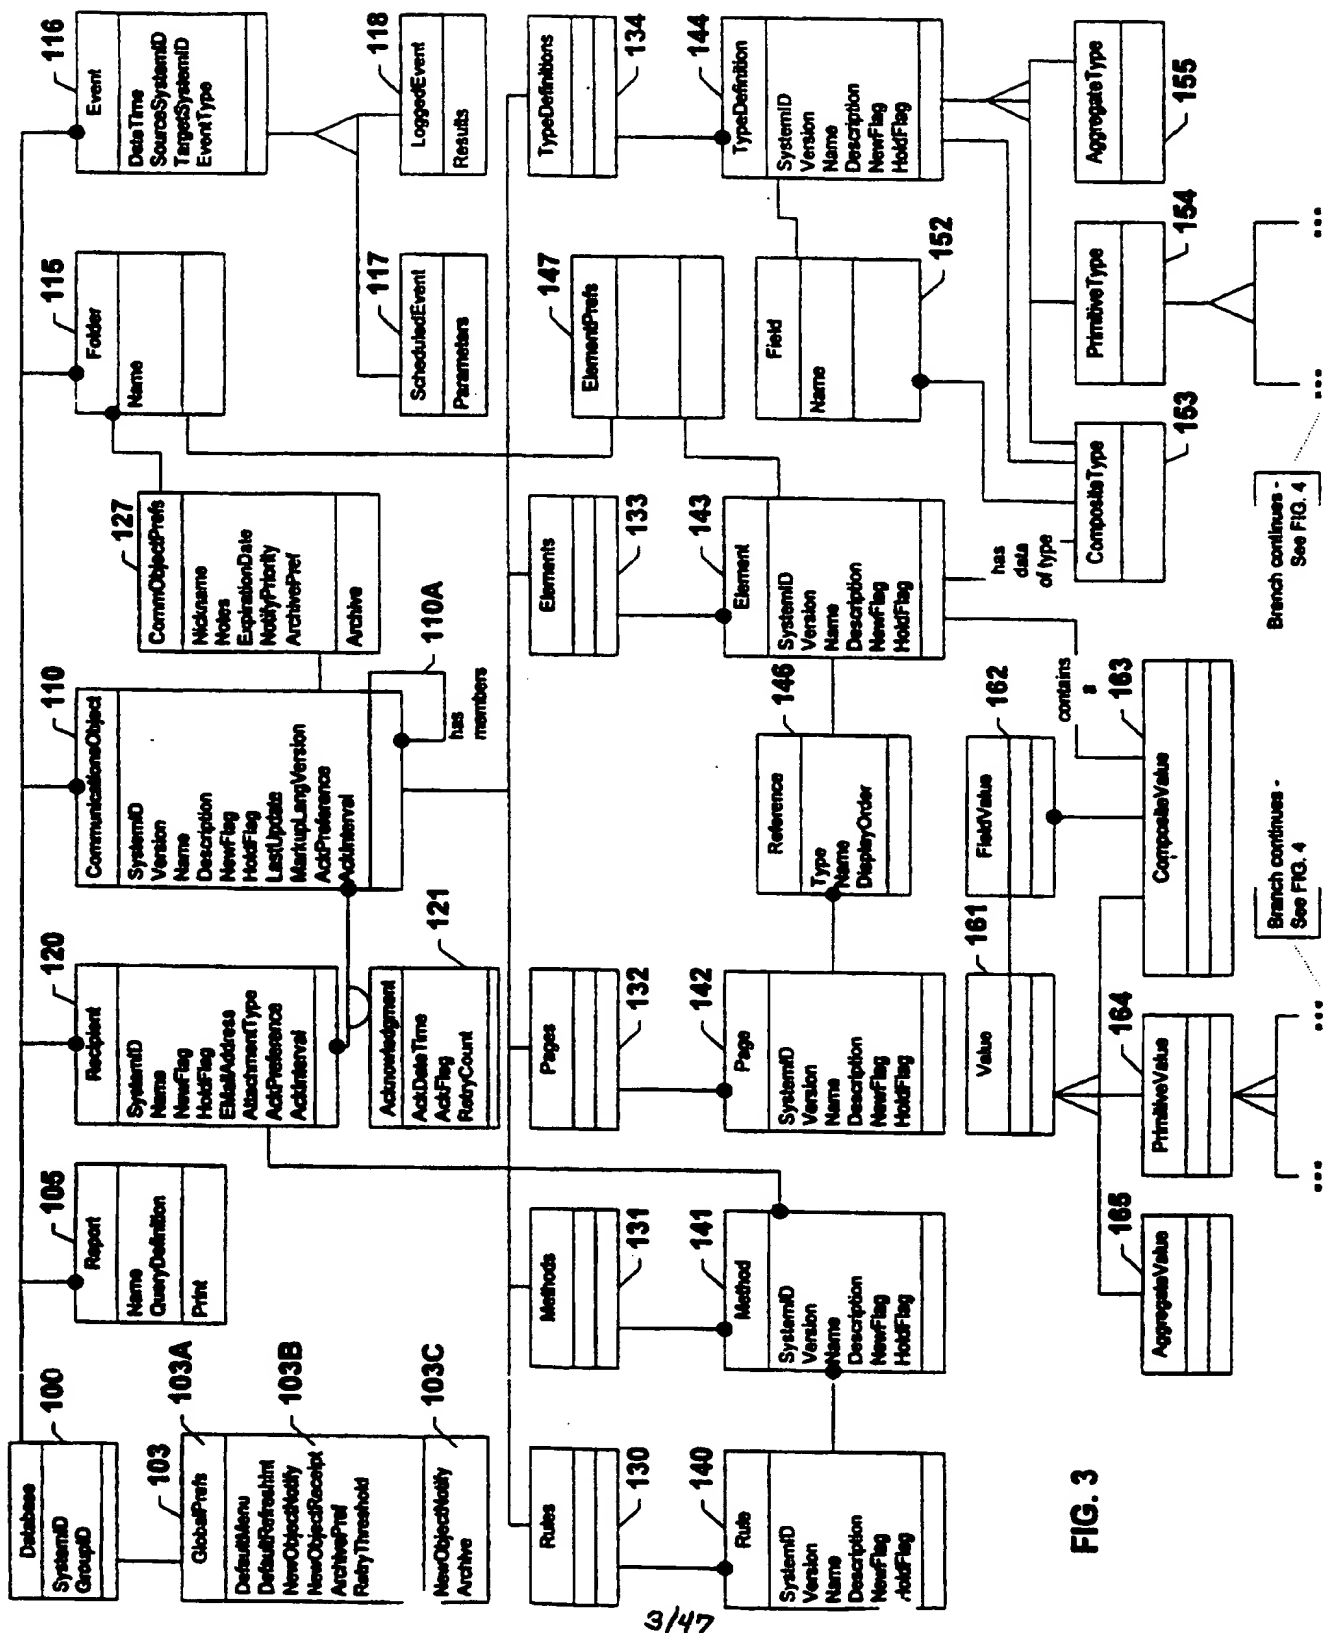 Database
SystemID
GroupID
100
103
103A
GlobalPrefs
DefaultMenu
DefaultRefreshInt
NewObjectNotify
NewObjectReceipt
ArchivePref
RetryThreshold
103B
NewObjectNotify
Archive
103C
Report
Name
QueryDefinition
Print
105
Recipient
SystemID
Name
NewFlag
HoldFlag
EMailAddress
AttachmentType
AckPreference
AckInterval
120
Acknowledgment
AckDateTime
AckFlag
RetryCount
121
CommunicationsObject
SystemID
Version
Name
Description
NewFlag
HoldFlag
LastUpdate
MarkupLangVersion
AckPreference
AckInterval
110
110A
has
members
CommObjectPrefs
Nickname
Notes
ExpirationDate
NotifyPriority
ArchivePref
Archive
127
Folder
Name
115
Event
DateTime
SourceSystemID
TargetSystemID
EventType
116
ScheduledEvent
Parameters
117
LoggedEvent
Results
118
Rules
130
Methods
131
Pages
132
Elements
133
ElementPrefs
147
TypeDefinitions
134
Rule
SystemID
Version
Name
Description
NewFlag
HoldFlag
140
Method
SystemID
Version
Name
Description
NewFlag
HoldFlag
141
Page
SystemID
Version
Name
Description
NewFlag
HoldFlag
142
Reference
Type
Name
DisplayOrder
146
Element
SystemID
Version
Name
Description
NewFlag
HoldFlag
143
Field
Name
152
TypeDefinition
SystemID
Version
Name
Description
NewFlag
HoldFlag
144
Value
161
FieldValue
162
contains
a
has
data
of type
AggregateValue
165
PrimitiveValue
164
CompositeValue
163
CompositeType
153
PrimitiveType
154
AggregateType
155
...
...
Branch continues -
See FIG. 4
Branch continues -
See FIG. 4
...
...
FIG. 3
3/47